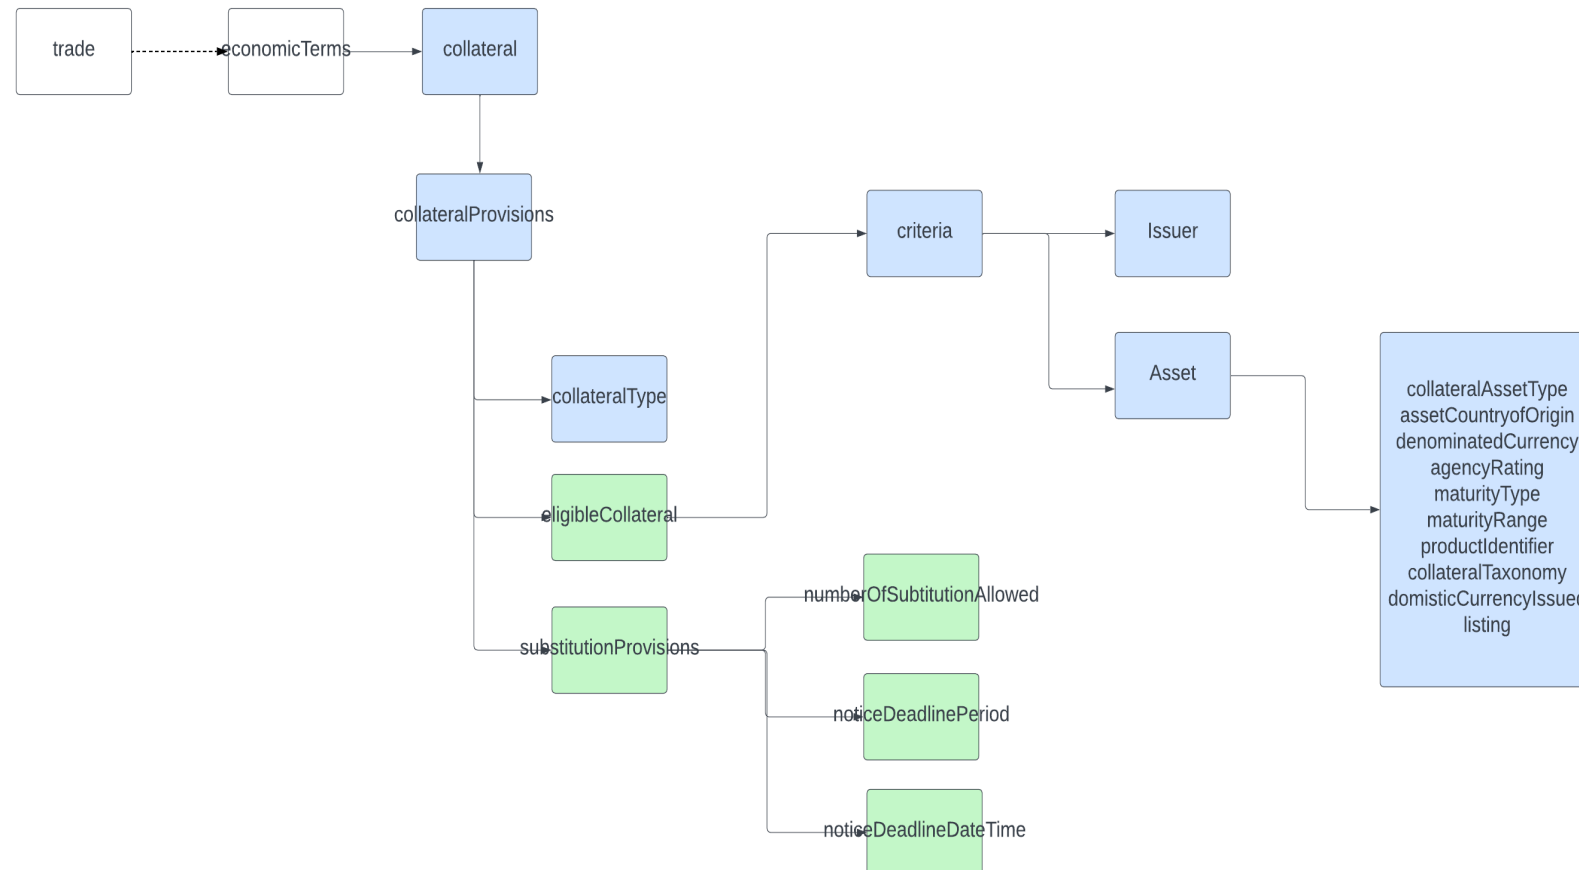 trade
economicTerms
collateral
collateralProvisions
criteria
Issuer
Asset
collateralType
eligibleCollateral
substitutionProvisions
numberOfSubtitutionAllowed
noticeDeadlinePeriod
noticeDeadlineDateTime
collateralAssetType
assetCountryofOrigin
denominatedCurrency
agencyRating
maturityType
maturityRange
productIdentifier
collateralTaxonomy
domisticCurrencyIssued
listing